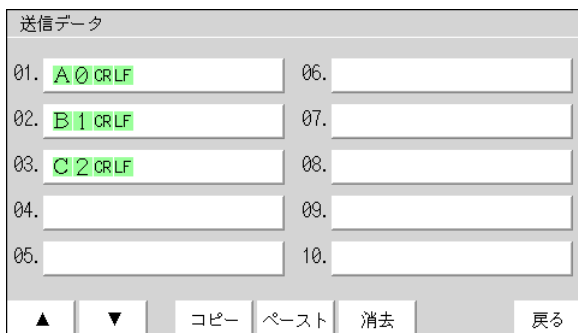 送信データ
01. A0CRLF 06.
02. B1CRLF 07.
03. C2CRLF 08.
04. 09.
05. 10.
▲ ▼ コピー ペースト 消去 戻る